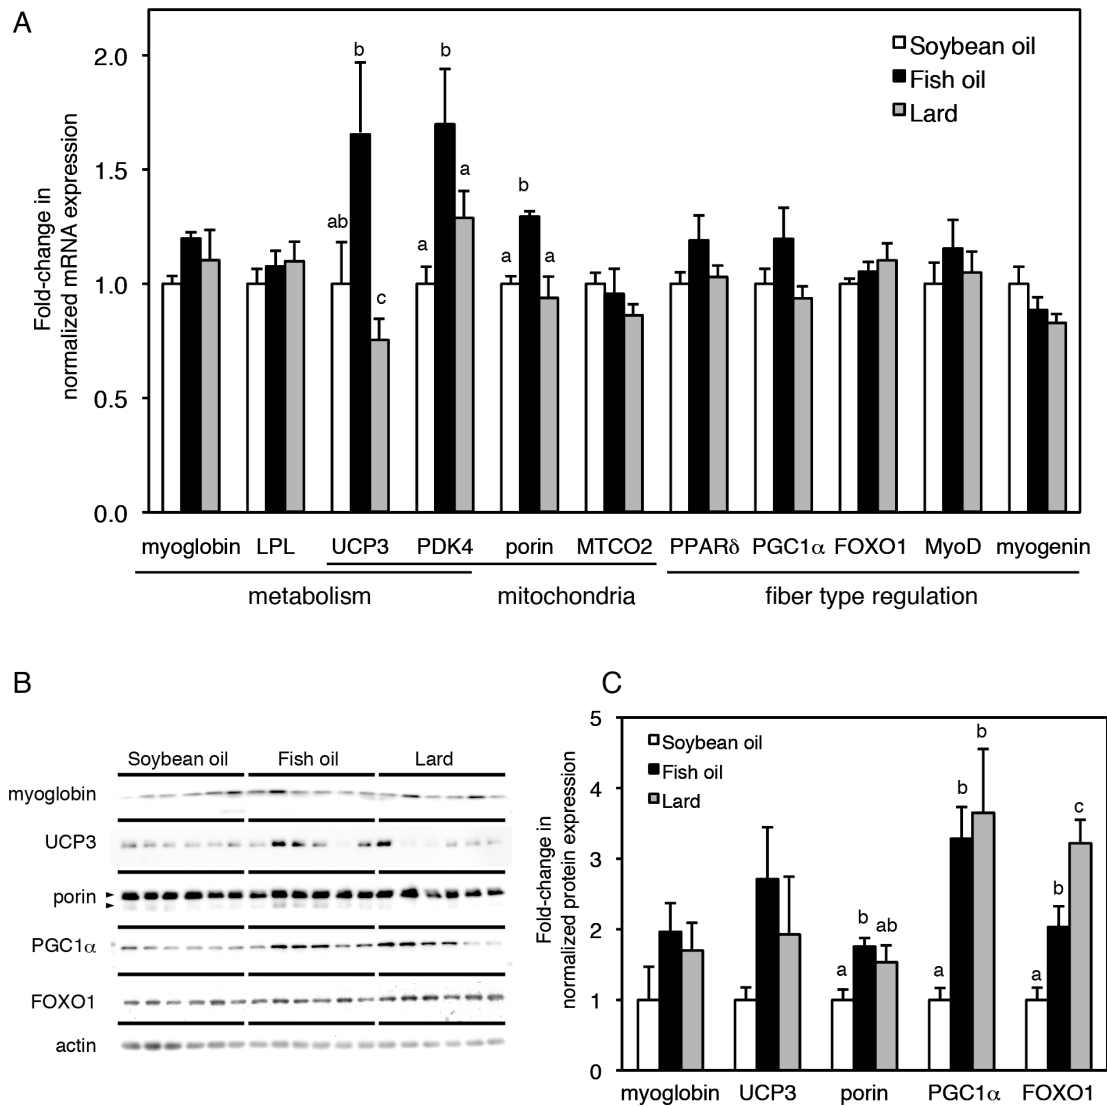 A
Fold-change in
normalized mRNA expression
2.0
1.5
1.0
0.5
0.0
Soybean oil
Fish oil
Lard
ab b c
a b a
a b a
myoglobin LPL UCP3 PDK4 porin MTCO2 PPARδ PGC1α FOXO1 MyoD myogenin
metabolism mitochondria fiber type regulation
B
Soybean oil Fish oil Lard
myoglobin
UCP3
porin
PGC1α
FOXO1
actin
C
Fold-change in
normalized protein expression
5
4
3
2
1
0
Soybean oil
Fish oil
Lard
a b ab
a b b
a b c
myoglobin UCP3 porin PGC1α FOXO1